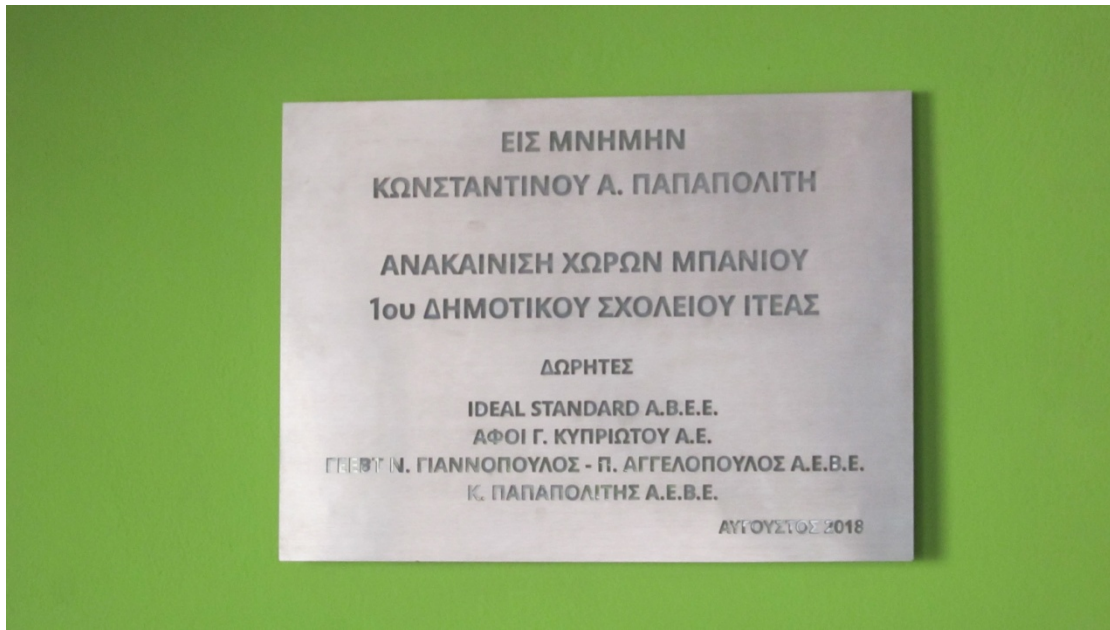 ΕΙΣ ΜΝΗΜΗΝ
ΚΩΝΣΤΑΝΤΙΝΟΥ Α. ΠΑΠΑΠΟΛΙΤΗ
ΑΝΑΚΑΙΝΙΣΗ ΧΩΡΩΝ ΜΠΑΝΙΟΥ
1ου ΔΗΜΟΤΙΚΟΥ ΣΧΟΛΕΙΟΥ ΙΤΕΑΣ
ΔΩΡΗΤΕΣ
IDEAL STANDARD Α.Β.Ε.Ε.
ΑΦΟΙ Γ. ΚΥΠΡΙΩΤΟΥ Α.Ε.
Ν. ΓΙΑΝΝΟΠΟΥΛΟΣ - Π. ΑΓΓΕΛΟΠΟΥΛΟΣ Α.Ε.Β.Ε.
Κ. ΠΑΠΑΠΟΛΙΤΗΣ Α.Ε.Β.Ε.
ΑΥΓΟΥΣΤΟΣ 2018